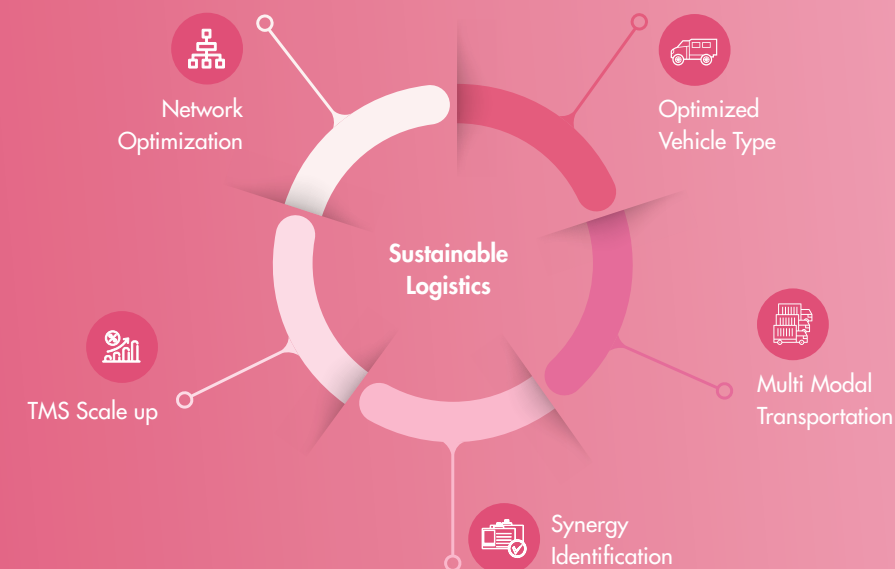 Network
Optimization
Optimized
Vehicle Type
Sustainable
Logistics
Multi Modal
Transportation
TMS Scale up
Synergy
Identification